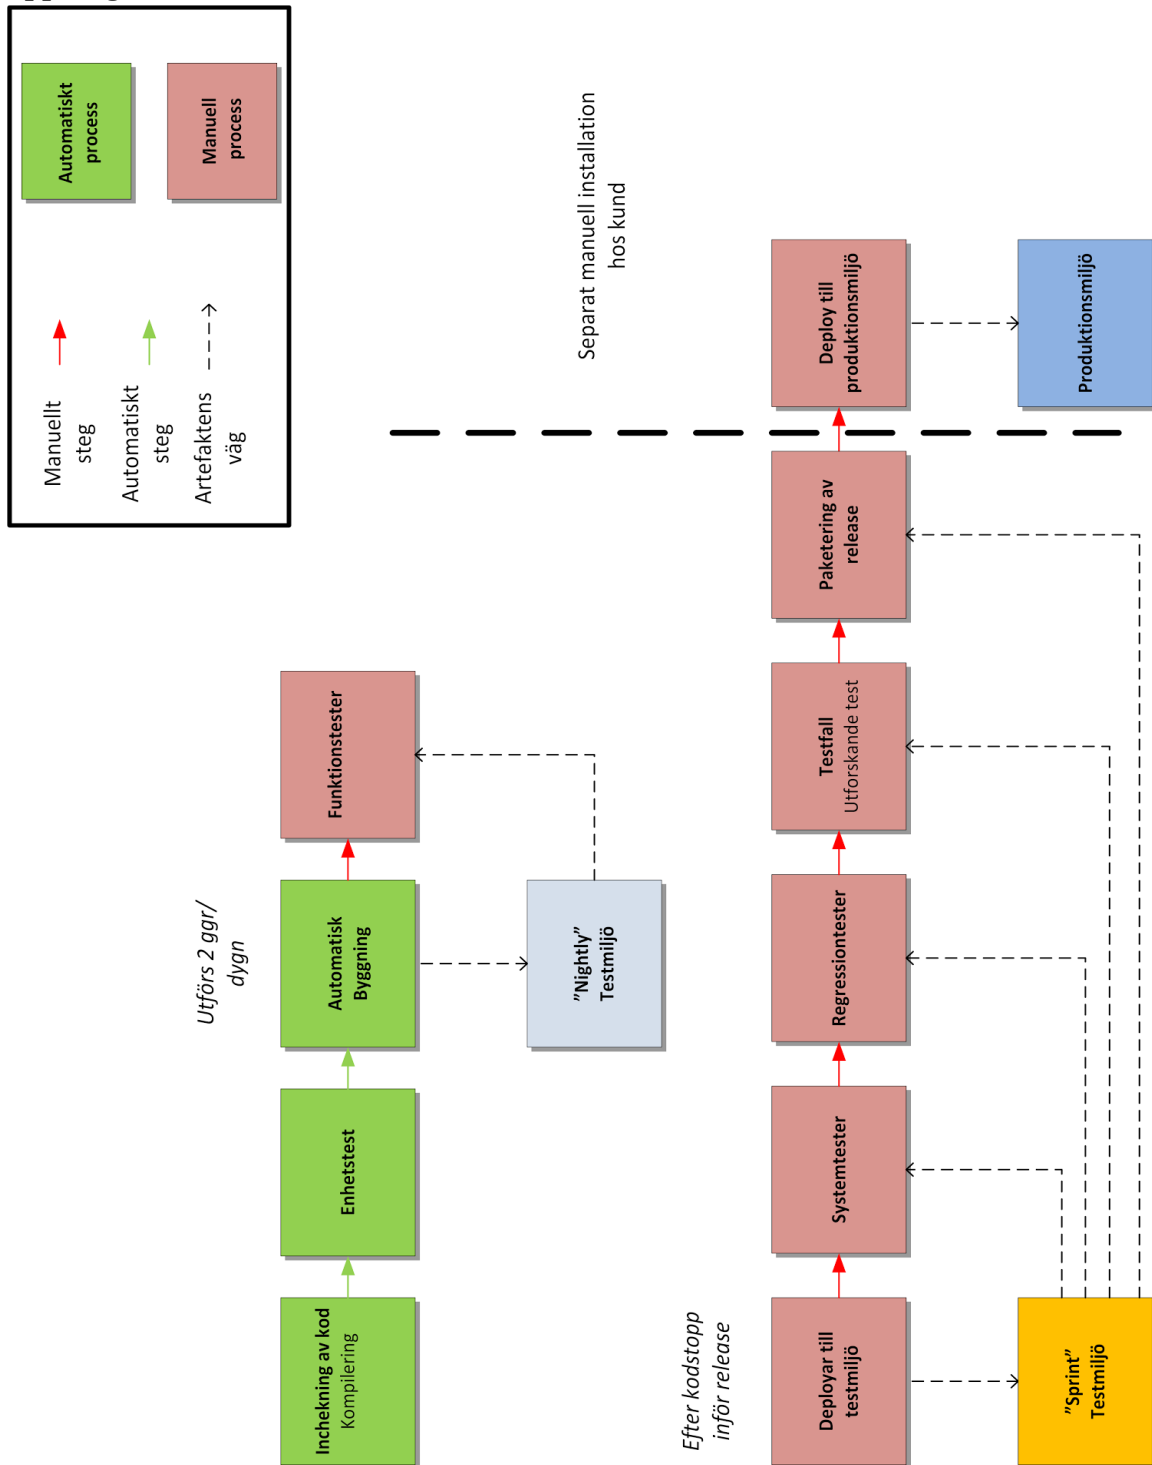 Manuellt
steg
Automatiskt
steg
Artefaktens
väg
Automatiskt
process
Manuell
process
Utförs 2 ggr/
dygn
Inchekning av kod
Kompilering
Enhetstest
Automatisk
Byggning
Funktionstester
”Nightly”
Testmiljö
Separat manuell installation
hos kund
Efter kodstopp
inför release
Deployar till
testmiljö
Systemtester
Regressiontester
Testfall
Utforskande test
Paketering av
release
Deploy till
produktionsmiljö
”Sprint”
Testmiljö
Produktionsmiljö